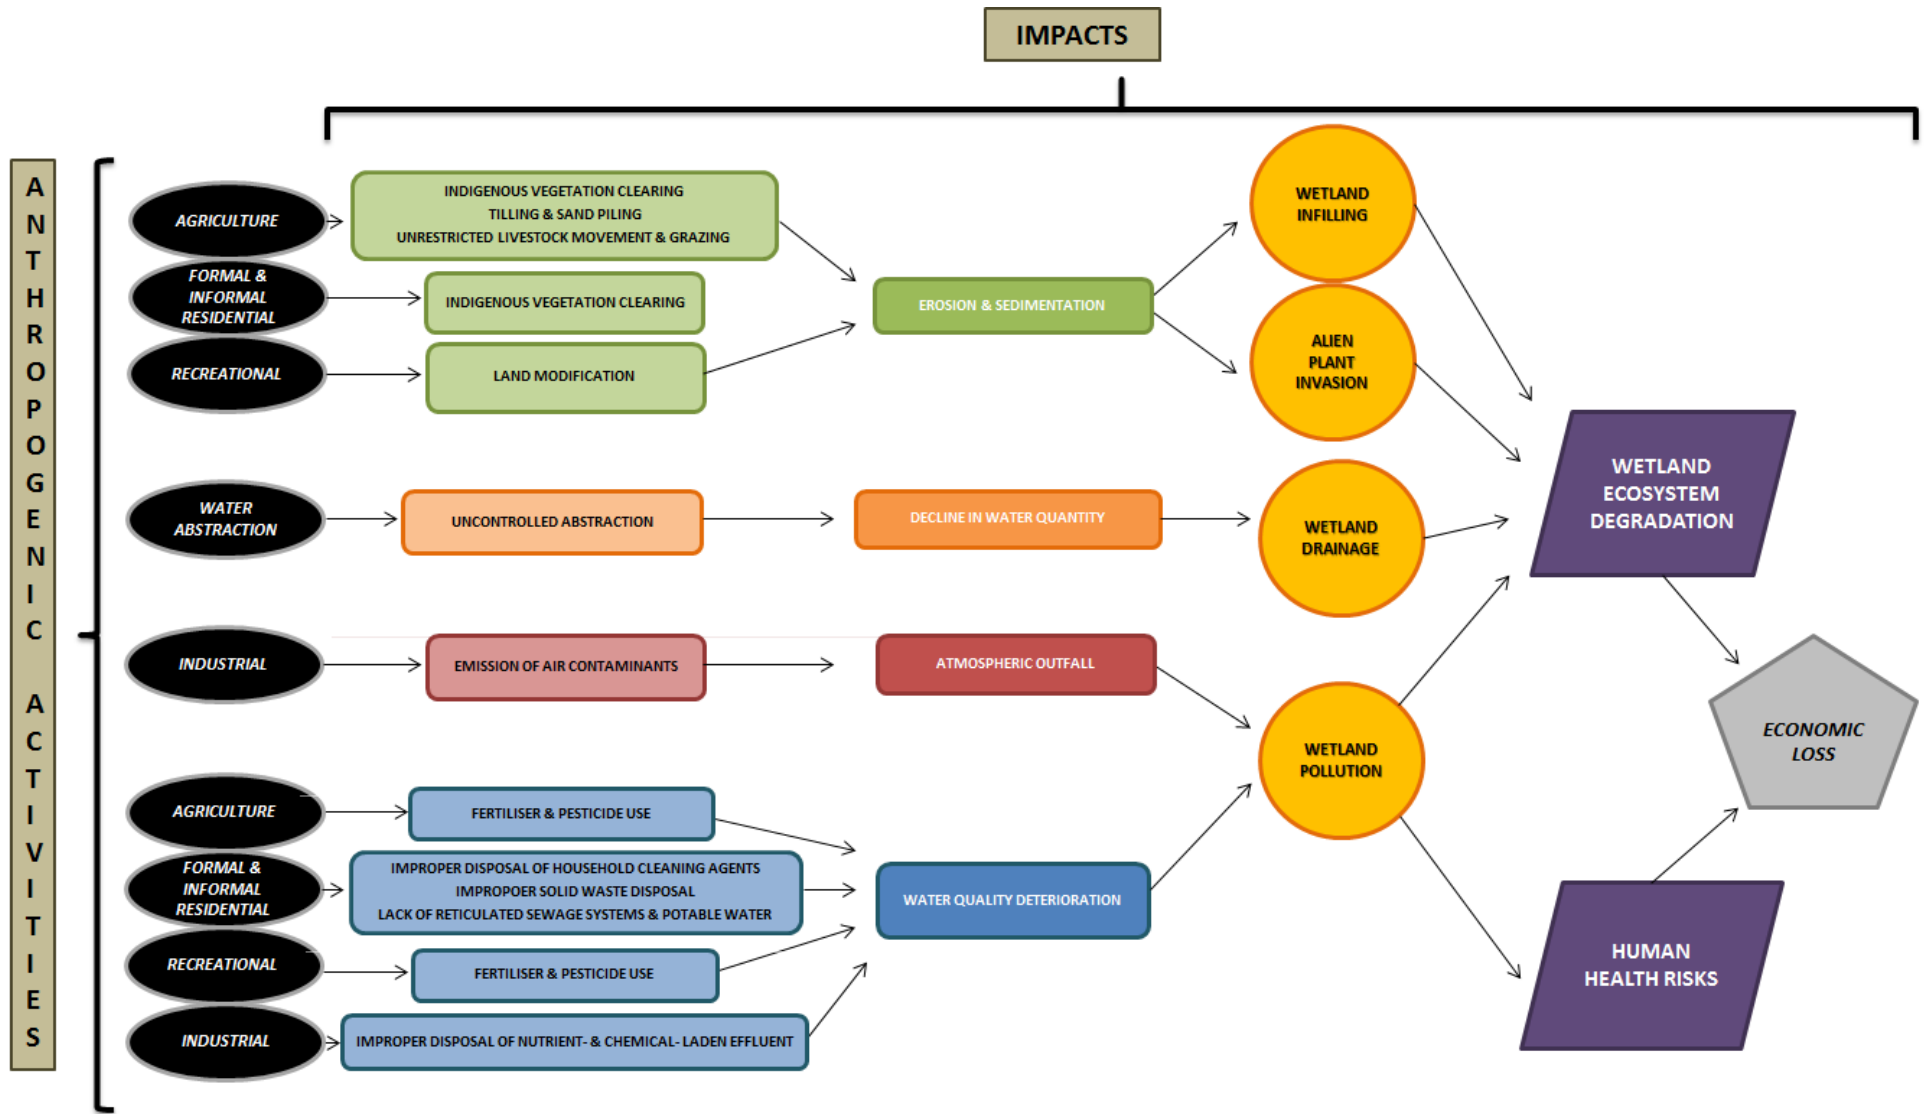 IMPACTS
ANTHROPOGENIC ACTIVITIES
AGRICULTURE
INDIGENOUS VEGETATION CLEARING
TILLING & SAND PILING
UNRESTRICTED LIVESTOCK MOVEMENT & GRAZING
FORMAL &
INFORMAL
RESIDENTIAL
INDIGENOUS VEGETATION CLEARING
RECREATIONAL
LAND MODIFICATION
EROSION & SEDIMENTATION
WETLAND
INFILLING
ALIEN
PLANT
INVASION
WATER
ABSTRACTION
UNCONTROLLED ABSTRACTION
DECLINE IN WATER QUANTITY
WETLAND
DRAINAGE
WETLAND
ECOSYSTEM
DEGRADATION
INDUSTRIAL
EMISSION OF AIR CONTAMINANTS
ATMOSPHERIC OUTFALL
WETLAND
POLLUTION
ECONOMIC
LOSS
AGRICULTURE
FERTILISER & PESTICIDE USE
FORMAL &
INFORMAL
RESIDENTIAL
IMPROPER DISPOSAL OF HOUSEHOLD CLEANING AGENTS
IMPROPOER SOLID WASTE DISPOSAL
LACK OF RETICULATED SEWAGE SYSTEMS & POTABLE WATER
WATER QUALITY DETERIORATION
RECREATIONAL
FERTILISER & PESTICIDE USE
INDUSTRIAL
IMPROPER DISPOSAL OF NUTRIENT- & CHEMICAL- LADEN EFFLUENT
HUMAN
HEALTH RISKS